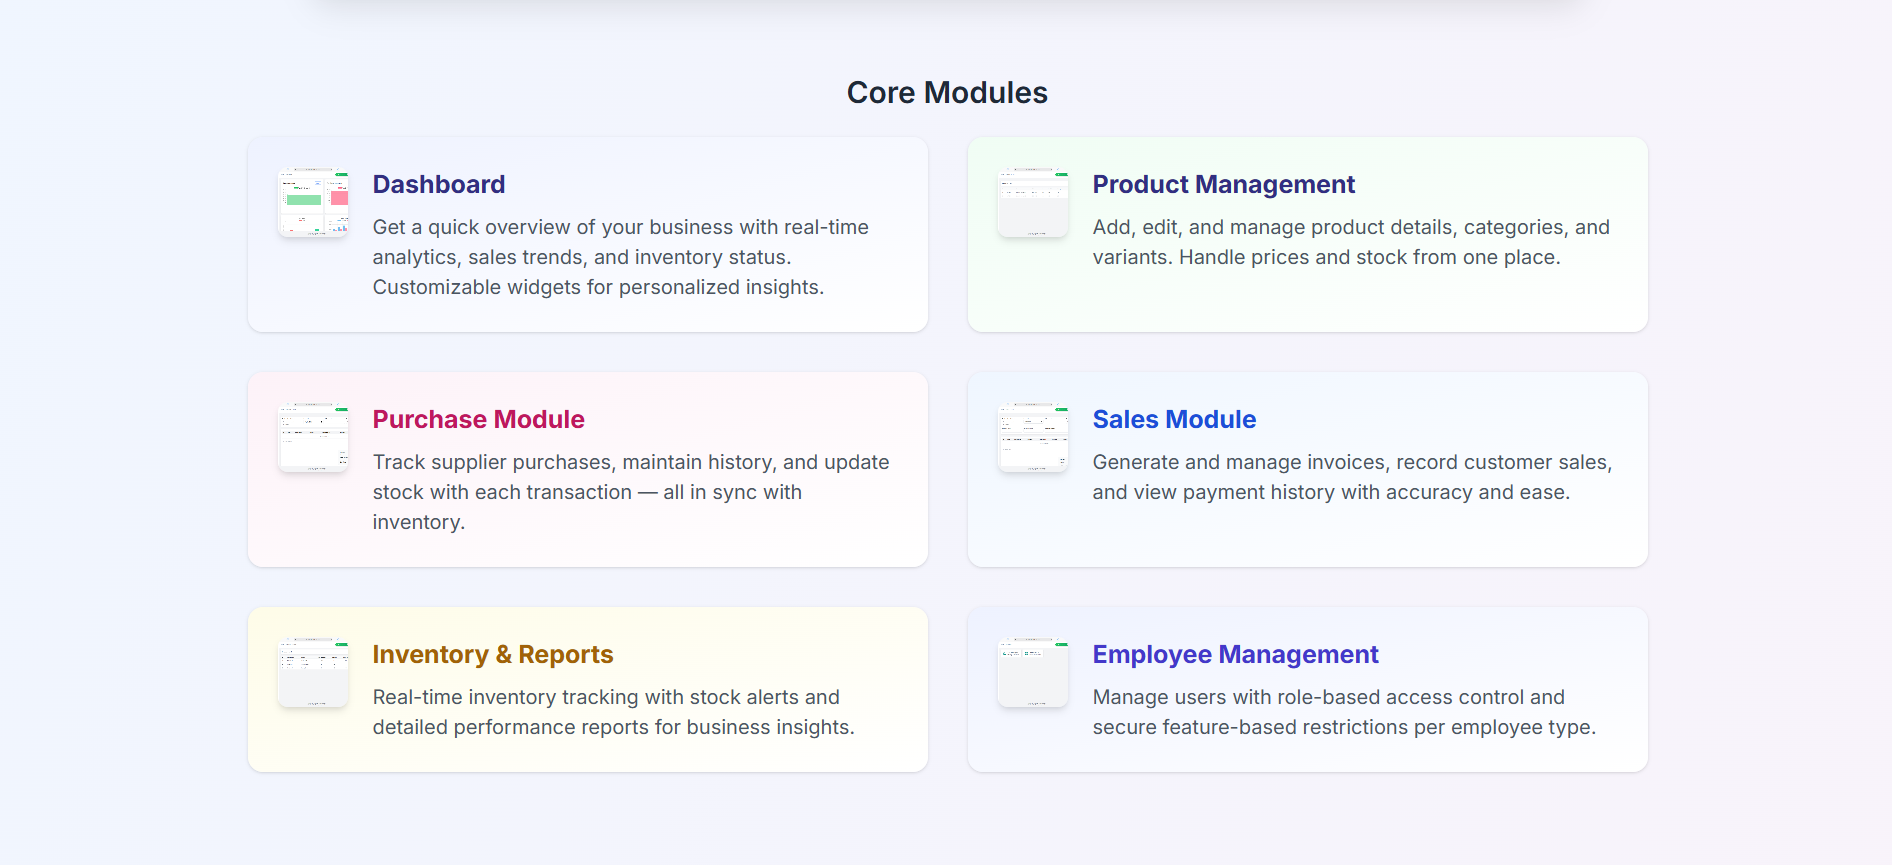 Core Modules
Dashboard
Get a quick overview of your business with real-time
analytics, sales trends, and inventory status.
Customizable widgets for personalized insights.
Product Management
Add, edit, and manage product details, categories, and
variants. Handle prices and stock from one place.
Purchase Module
Track supplier purchases, maintain history, and update
stock with each transaction — all in sync with
inventory.
Sales Module
Generate and manage invoices, record customer sales,
and view payment history with accuracy and ease.
Inventory & Reports
Real-time inventory tracking with stock alerts and
detailed performance reports for business insights.
Employee Management
Manage users with role-based access control and
secure feature-based restrictions per employee type.